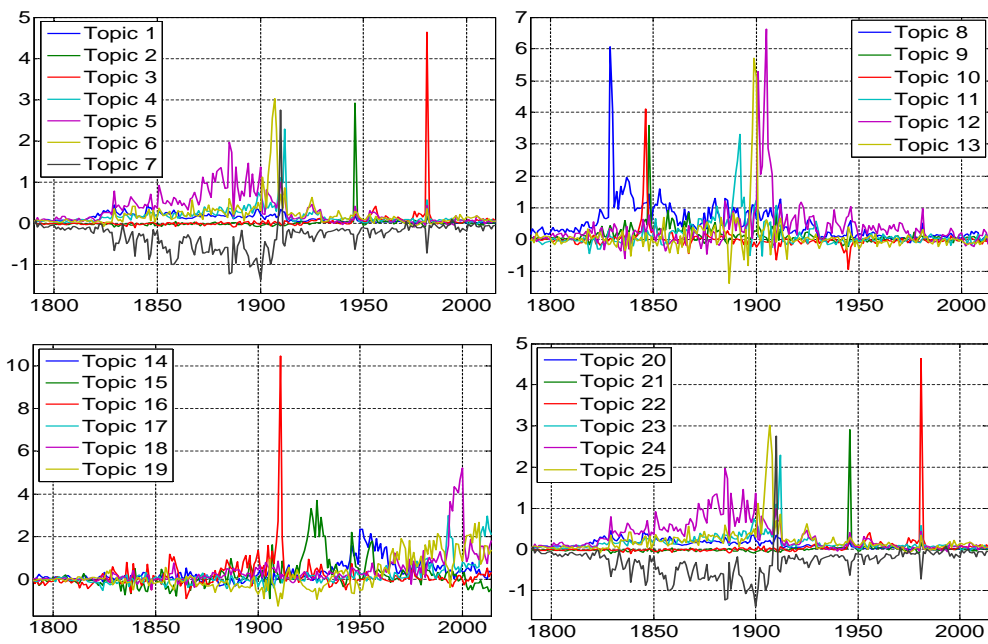 5
4
3
2
1
0
-1
1800 1850 1900 1950 2000
Topic 1
Topic 2
Topic 3
Topic 4
Topic 5
Topic 6
Topic 7
7
6
5
4
3
2
1
0
-1
1800 1850 1900 1950 2000
Topic 8
Topic 9
Topic 10
Topic 11
Topic 12
Topic 13
10
8
6
4
2
0
1800 1850 1900 1950 2000
Topic 14
Topic 15
Topic 16
Topic 17
Topic 18
Topic 19
5
4
3
2
1
0
-1
1800 1850 1900 1950 2000
Topic 20
Topic 21
Topic 22
Topic 23
Topic 24
Topic 25